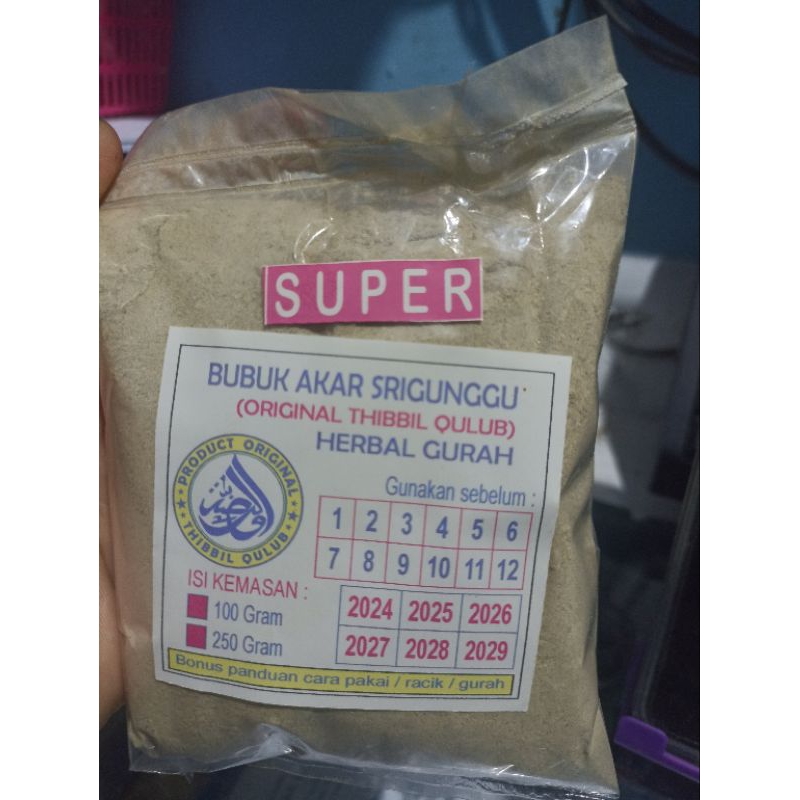 SUPER
BUBUK AKAR SRIGUNGGU
(ORIGINAL THIBBIL QULUB)
HERBAL GURAH
PRODUCT ORIGINAL
THIBBIL QULUB
Gunakan sebelum :
1 2 3 4 5 6
7 8 9 10 11 12
ISI KEMASAN :
100 Gram
250 Gram
2024 2025 2026
2027 2028 2029
Bonus panduan cara pakai / racik / gurah